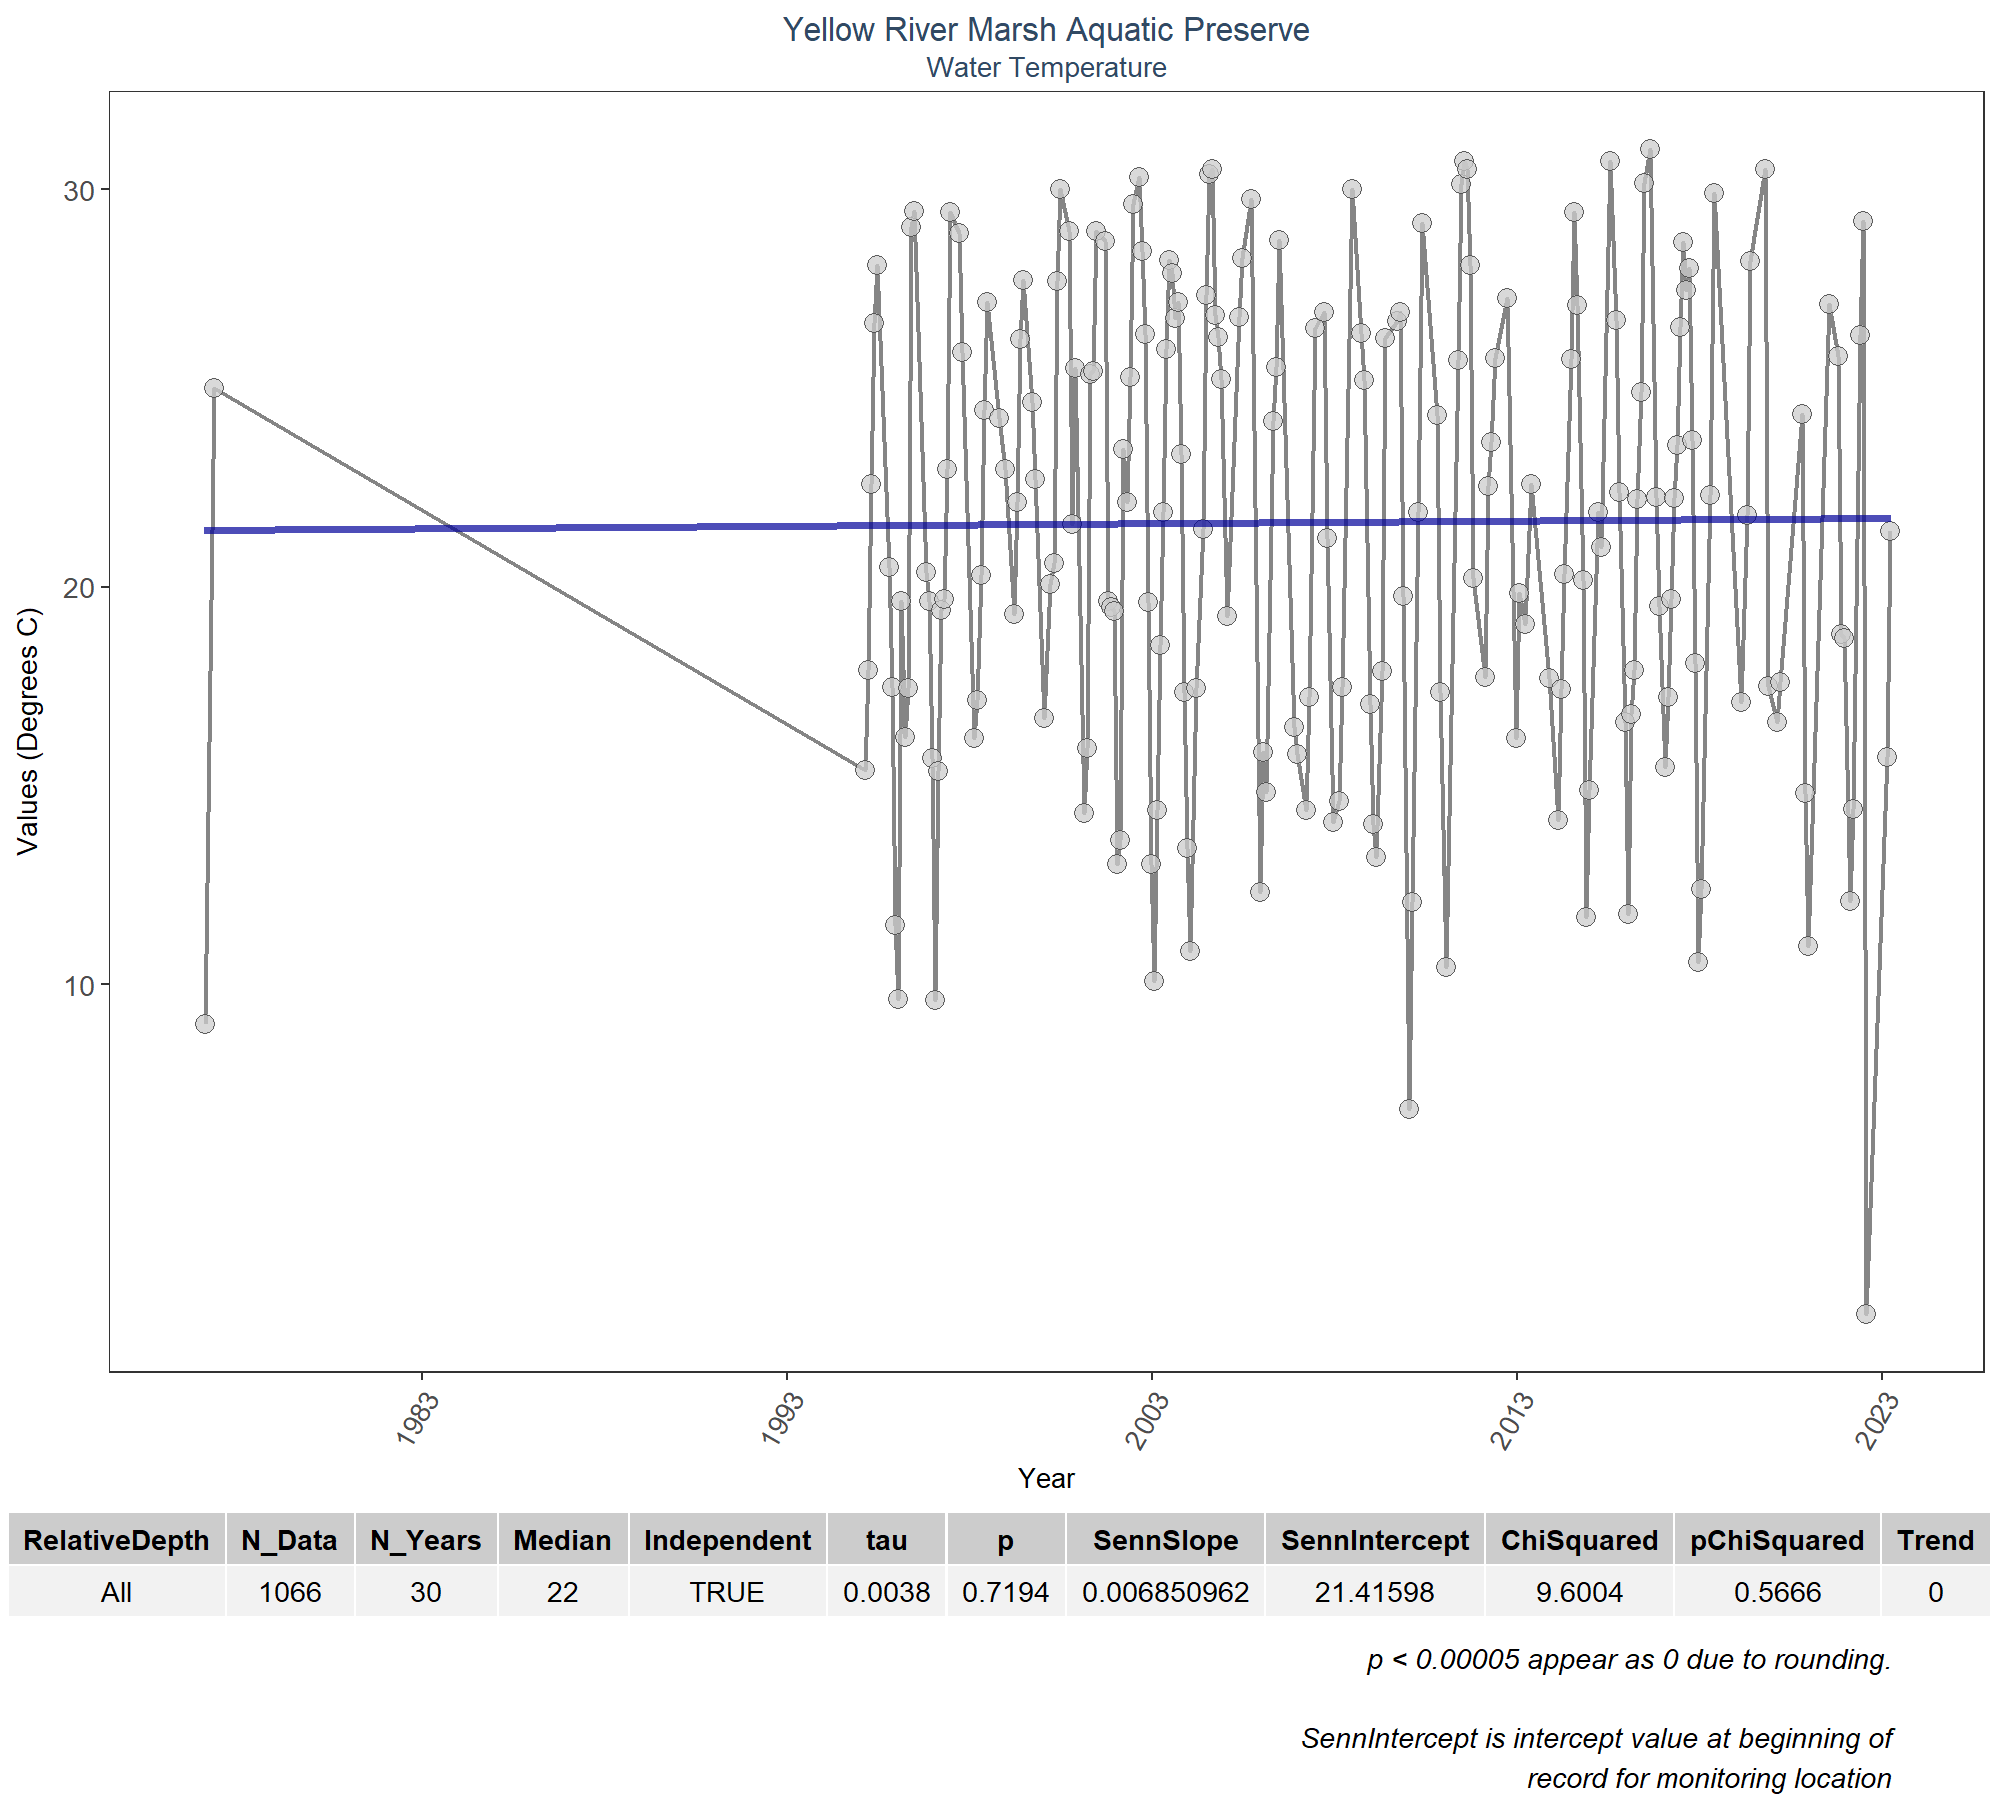 Yellow River Marsh Aquatic Preserve
Water Temperature
30
20
10
Values (Degrees C)
1983
1993
2003
2013
2023
Year
RelativeDepth N_Data N_Years Median Independent tau p SennSlope SennIntercept ChiSquared pChiSquared Trend
All 1066 30 22 TRUE 0.0038 0.7194 0.006850962 21.41598 9.6004 0.5666 0
p < 0.00005 appear as 0 due to rounding.
SennIntercept is intercept value at beginning of
record for monitoring location